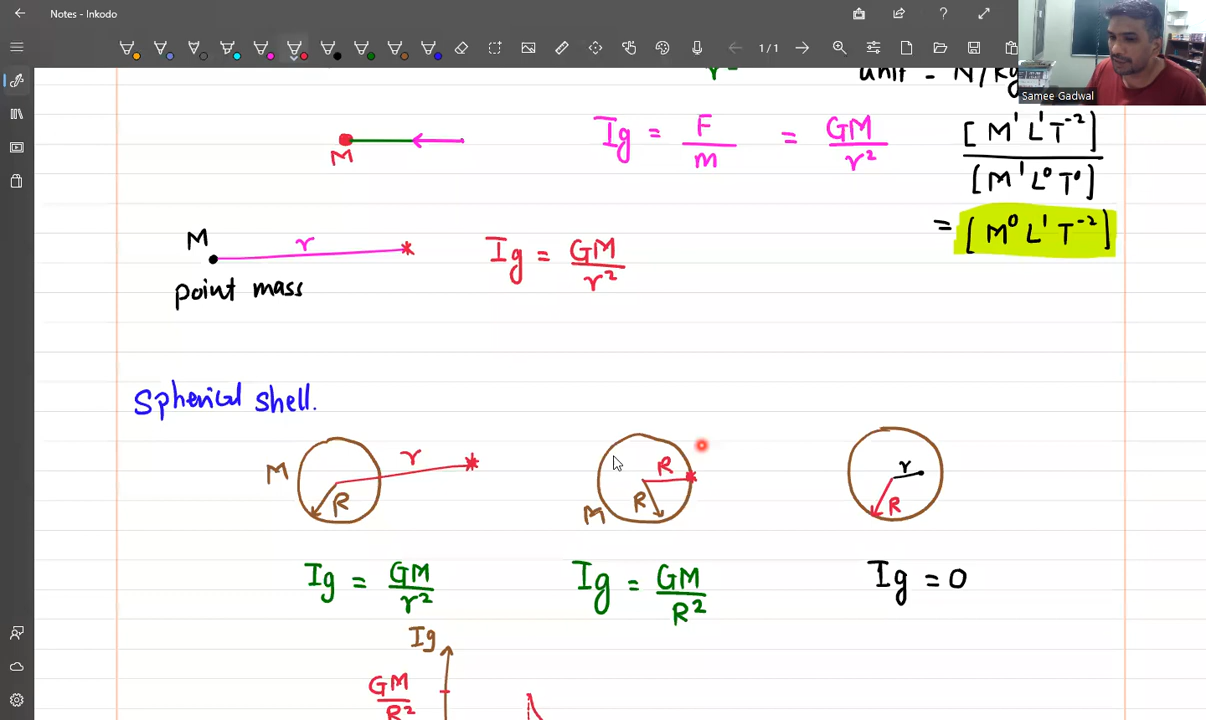 Notes - Inkodo
1/1
Samee Gadwal
unit - N/kg
r²
M
Ig = F/m = GM/r²
[M¹L¹T⁻²]/[M¹L⁰T⁰]
= [M⁰L¹T⁻²]
M r
point mass
Ig = GM/r²
Spherical shell.
M R r
M R R
r R
Ig = GM/r²
Ig = GM/R²
Ig = 0
Ig
GM/R²